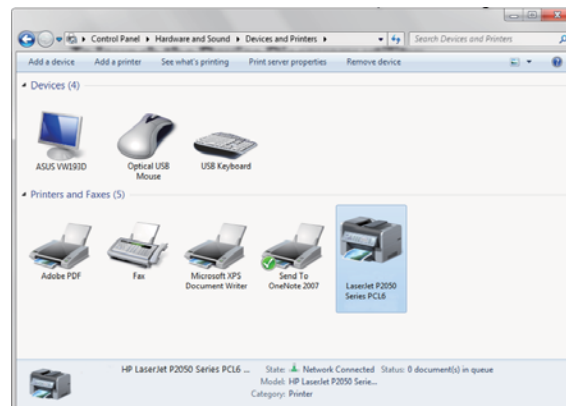 Control Panel Hardware and Sound Devices and Printers Search Devices and Printers
Add a device Add a printer See what's printing Print server properties Remove device
Devices (4)
ASUS VW193D Optical USB Mouse USB Keyboard
Printers and Faxes (5)
Adobe PDF Fax Microsoft XPS Document Writer Send To OneNote 2007 LaserJet P2050 Series PCL6
HP LaserJet P2050 Series PCL6 ... State: Network Connected Status: 0 document(s) in queue
Model: HP LaserJet P2050 Serie...
Category: Printer